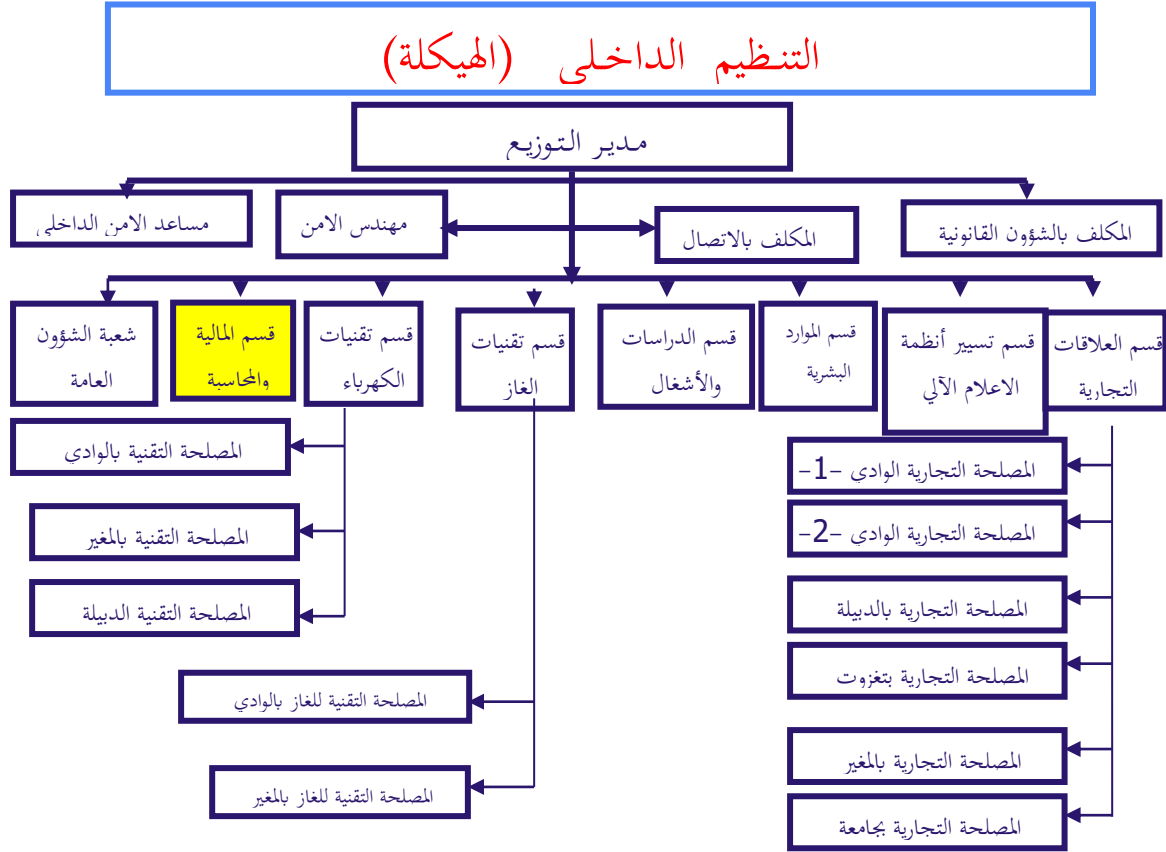 التنظيم الداخلي (الهيكلة)
مدير التوزيع
المكلف بالشؤون القانونية
المكلف بالاتصال
مهندس الامن
مساعد الامن الداخلي
قسم العلاقات
التجارية
قسم تسيير أنظمة
الاعلام الآلي
قسم الموارد
البشرية
قسم الدراسات
والأشغال
قسم تقنيات
الغاز
قسم تقنيات
الكهرباء
قسم المالية
والمحاسبة
شعبة الشؤون
العامة
المصلحة التجارية الوادي -1-
المصلحة التجارية الوادي -2-
المصلحة التجارية بالدبيلة
المصلحة التجارية بتغزوت
المصلحة التجارية بالمغير
المصلحة التجارية بجامعة
المصلحة التقنية للغاز بالوادي
المصلحة التقنية للغاز بالمغير
المصلحة التقنية بالوادي
المصلحة التقنية بالمغير
المصلحة التقنية الدبيلة